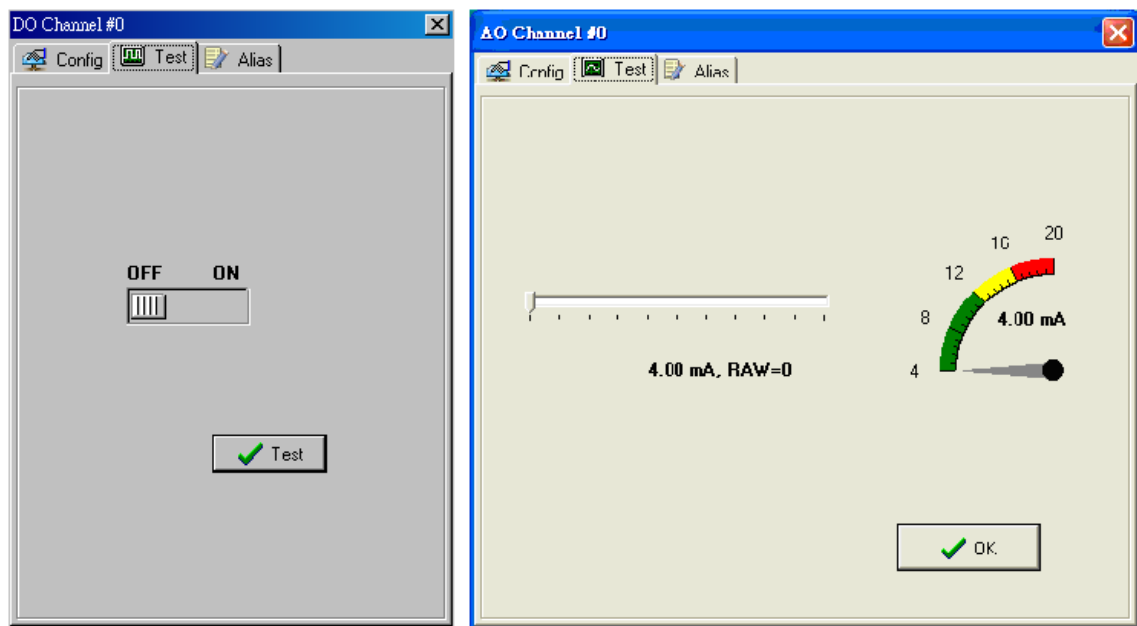 DO Channel #0
Config Test Alias
OFF ON
Test
AO Channel #0
Config Test Alias
20
16
12
8
4.00 mA
4
4.00 mA, RAW=0
OK